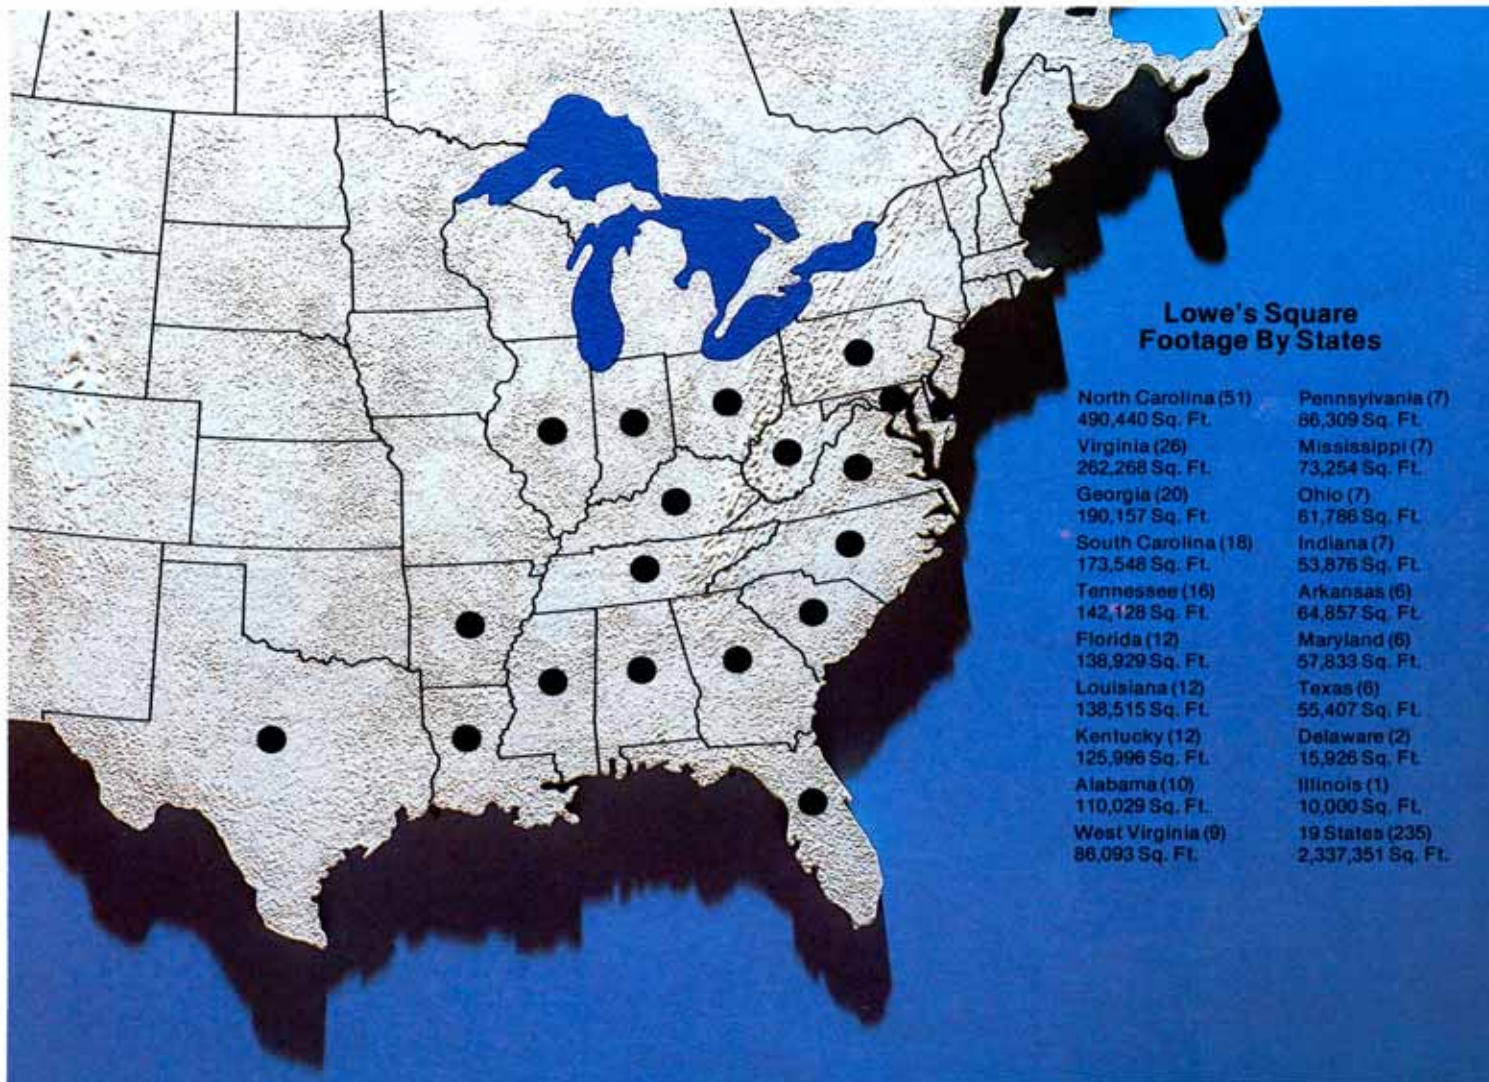 Lowe's Square
Footage By States
North Carolina (51)
490,440 Sq. Ft.
Virginia (26)
262,268 Sq. Ft.
Georgia (20)
190,157 Sq. Ft.
South Carolina (18)
173,548 Sq. Ft.
Tennessee (16)
142,128 Sq. Ft.
Florida (12)
138,929 Sq. Ft.
Louisiana (12)
138,515 Sq. Ft.
Kentucky (12)
125,996 Sq. Ft.
Alabama (10)
110,029 Sq. Ft.
West Virginia (9)
86,093 Sq. Ft.
Pennsylvania (7)
86,309 Sq. Ft.
Mississippi (7)
73,254 Sq. Ft.
Ohio (7)
61,786 Sq. Ft.
Indiana (7)
53,876 Sq. Ft.
Arkansas (6)
64,857 Sq. Ft.
Maryland (6)
57,833 Sq. Ft.
Texas (6)
55,407 Sq. Ft.
Delaware (2)
15,926 Sq. Ft.
Illinois (1)
10,000 Sq. Ft.
19 States (235)
2,337,351 Sq. Ft.